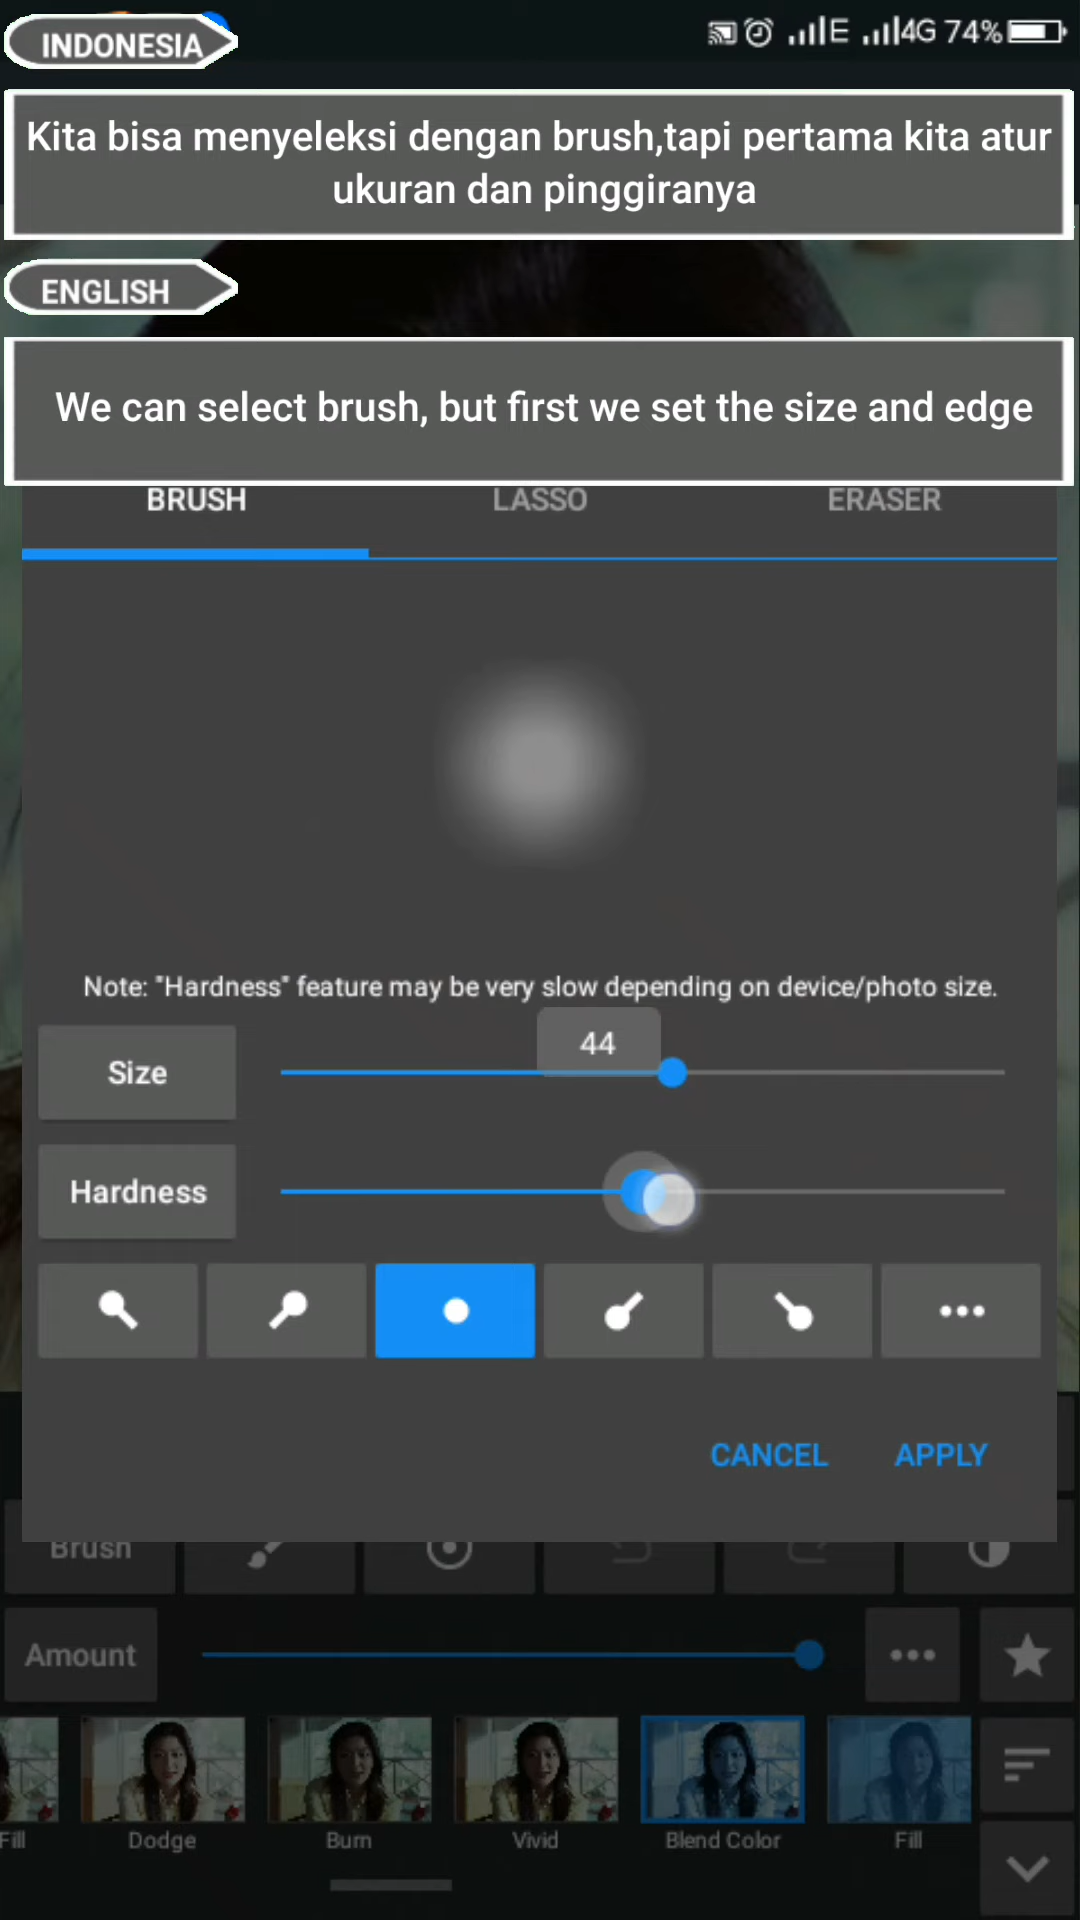 INDONESIA
E 4G 74%
Kita bisa menyeleksi dengan brush,tapi pertama kita atur
ukuran dan pinggiranya
ENGLISH
We can select brush, but first we set the size and edge
BRUSH LASSO ERASER
Note: "Hardness" feature may be very slow depending on device/photo size.
44
Size
Hardness
CANCEL APPLY
Brush
Amount
Fill Dodge Burn Vivid Blend Color Fill